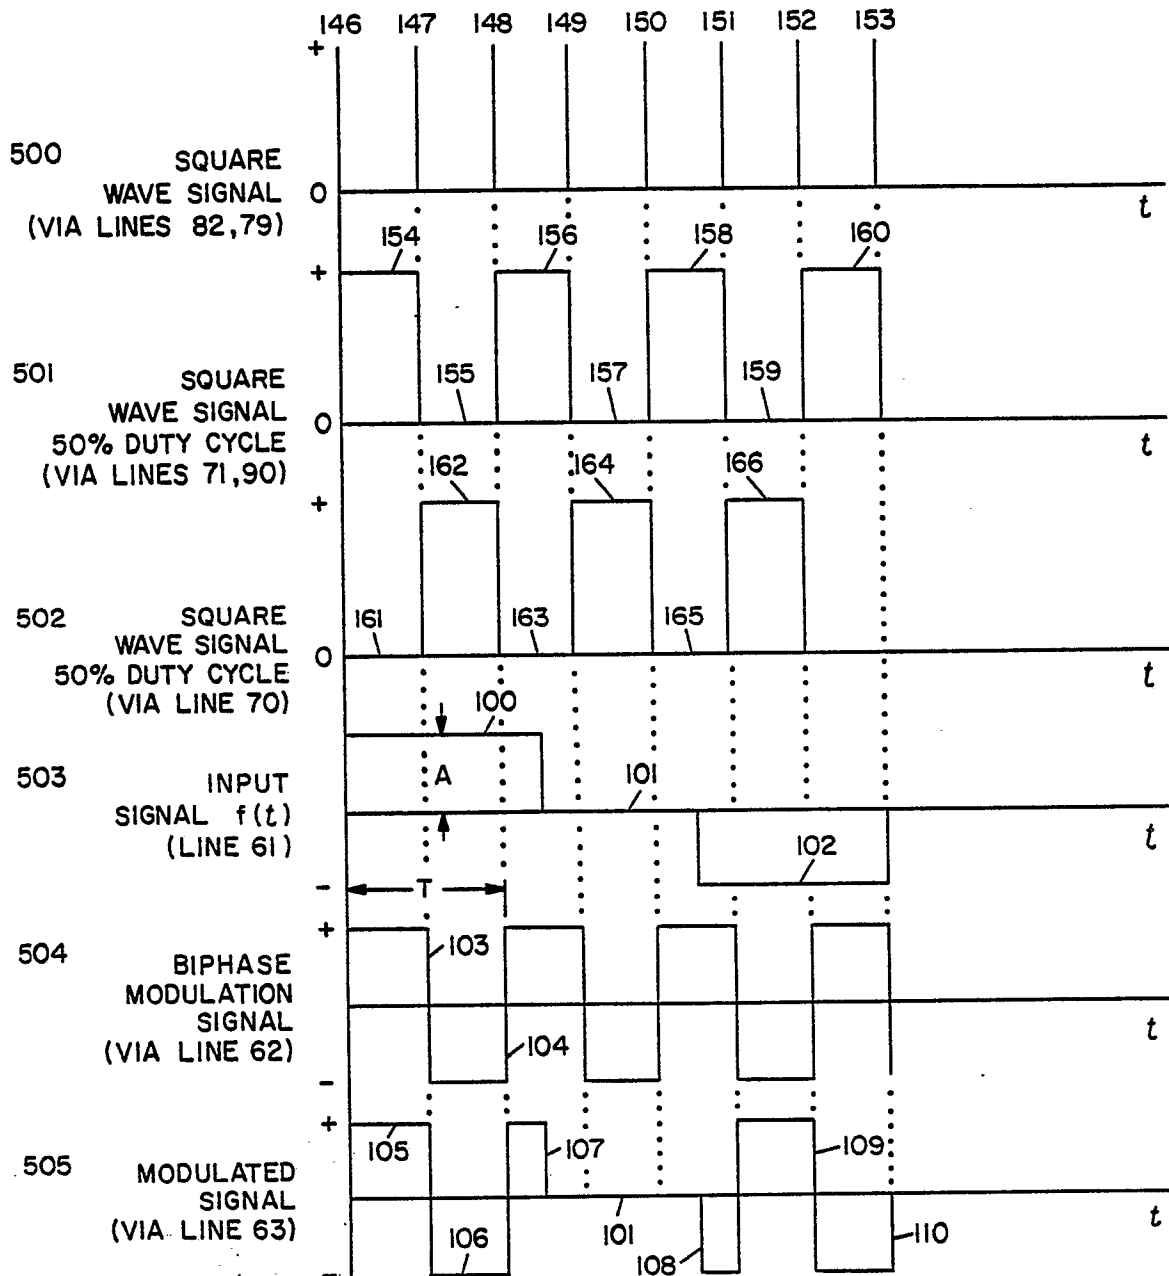 146 147 148 149 150 151 152 153
+
500 SQUARE
WAVE SIGNAL
(VIA LINES 82,79)
0
t
154 156 158 160
+
501 SQUARE
WAVE SIGNAL
50% DUTY CYCLE
(VIA LINES 71,90)
155 157 159
0
t
162 164 166
+
502 SQUARE
WAVE SIGNAL
50% DUTY CYCLE
(VIA LINE 70)
161 163 165
0
t
100
503 INPUT
SIGNAL f(t)
(LINE 61)
A
101
t
102
-
T
+
504 BIPHASE
MODULATION
SIGNAL
(VIA LINE 62)
103
104
t
-
+
505 MODULATED
SIGNAL
(VIA LINE 63)
105 107 109
106 101 108 110
t
-